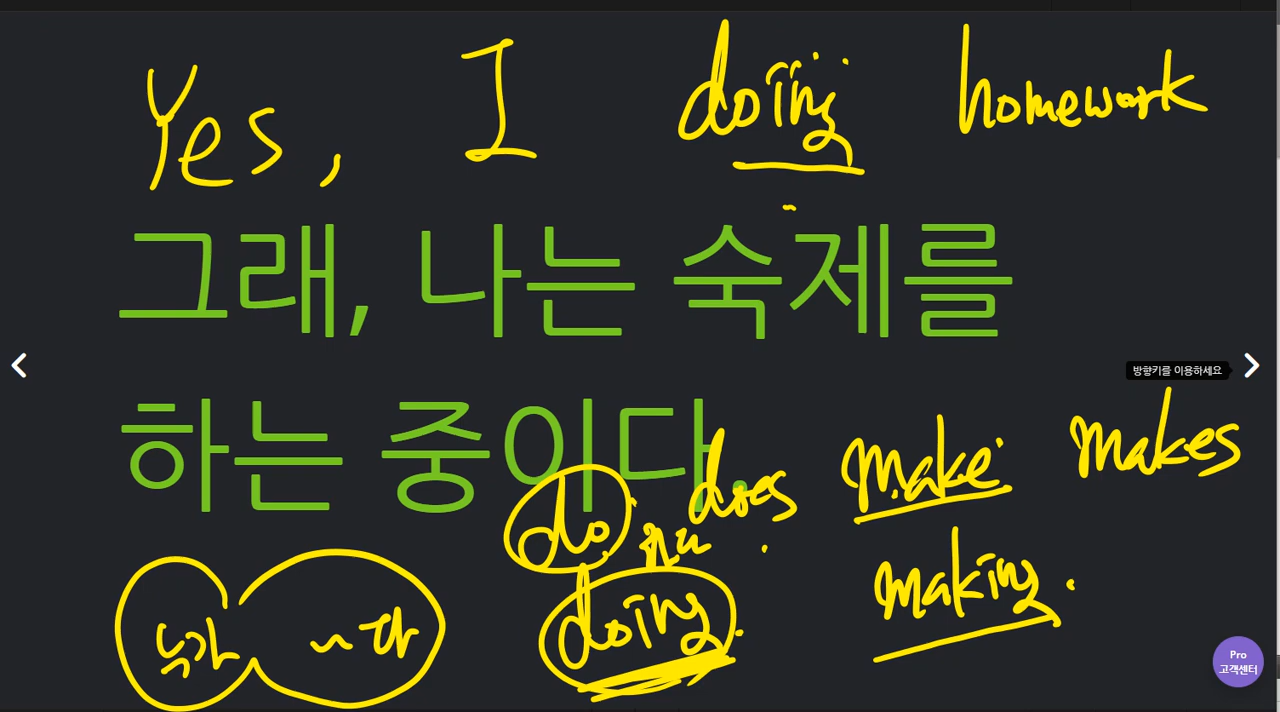 Yes, I doing homework
그래, 나는 숙제를
방향키를 이용하세요
하는 중이다.
do does make makes
doing making
누가 ~다
Pro
고객센터